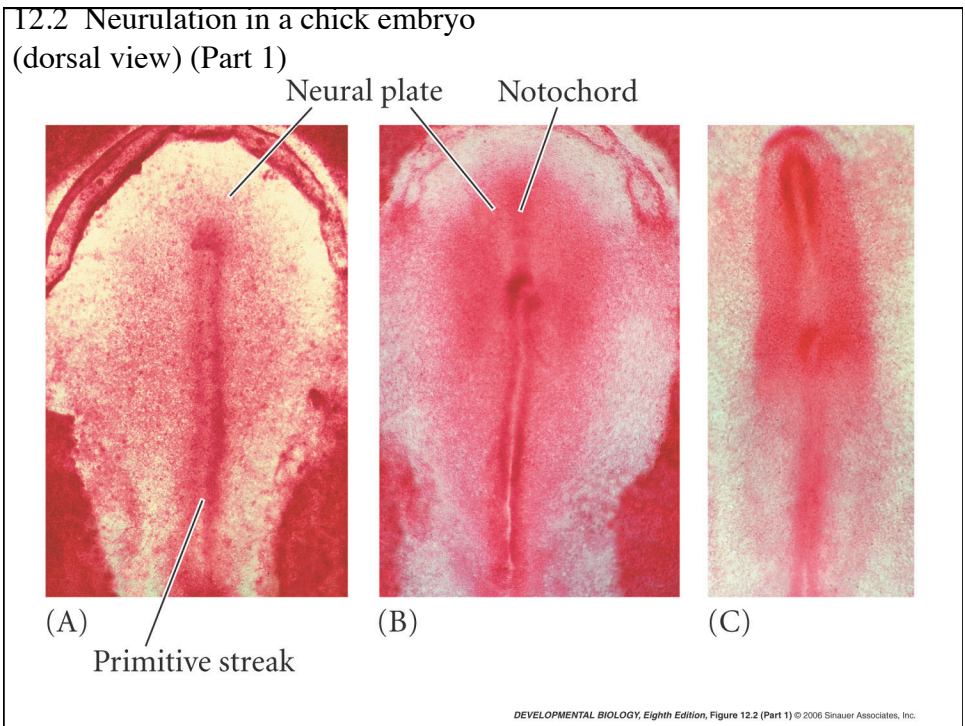 12.2 Neurulation in a chick embryo
(dorsal view) (Part 1)
Neural plate Notochord
(A) (B) (C)
Primitive streak
DEVELOPMENTAL BIOLOGY, Eighth Edition, Figure 12.2 (Part 1) © 2006 Sinauer Associates, Inc.